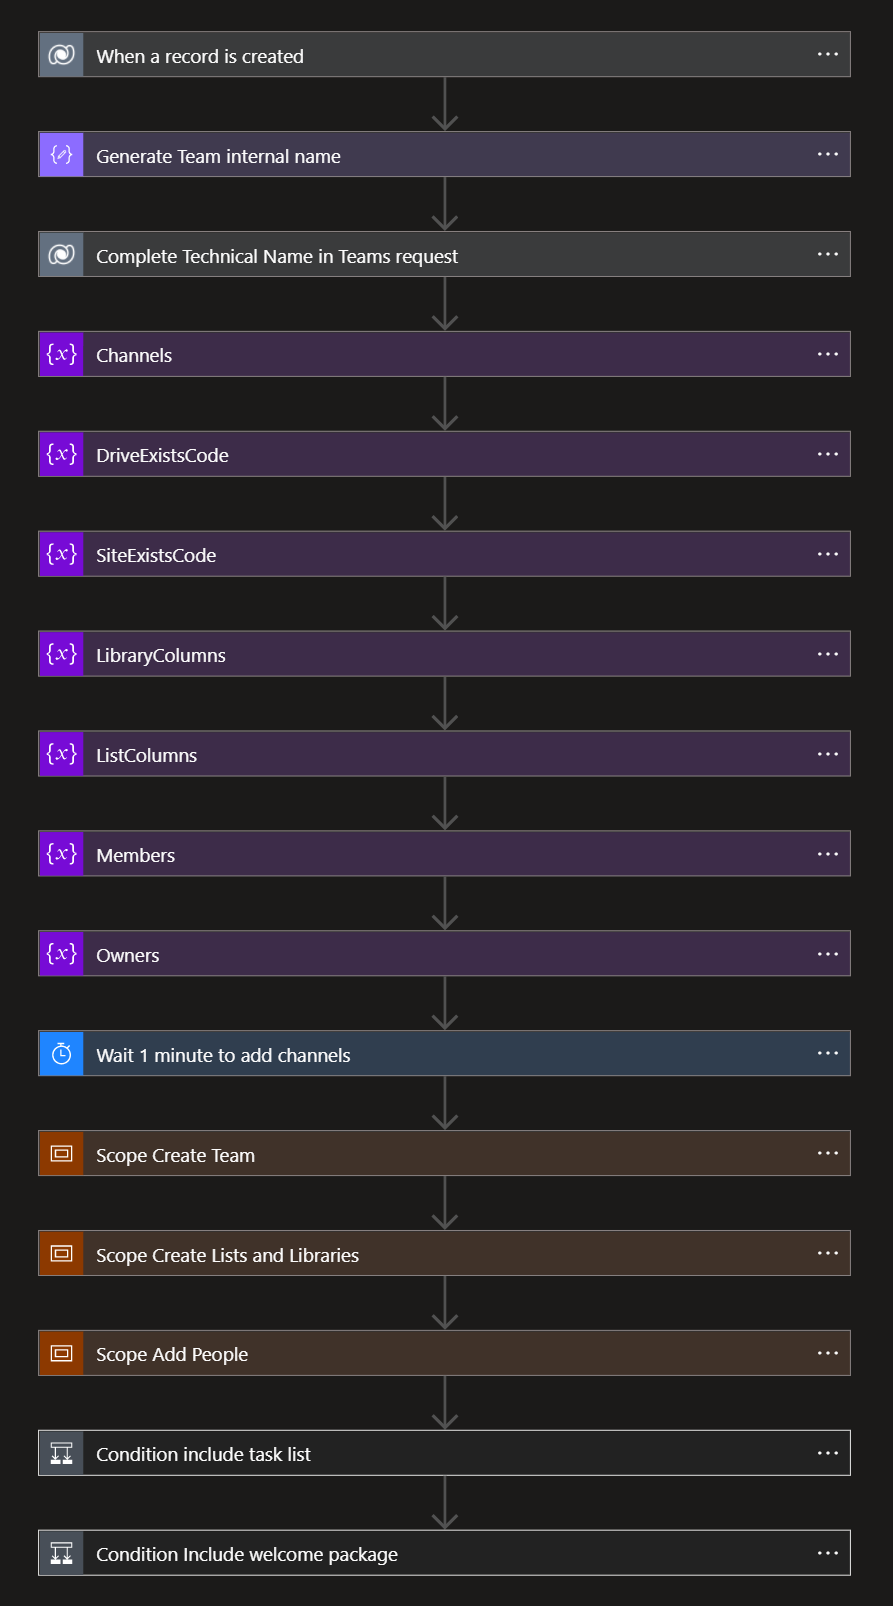 When a record is created
Generate Team internal name
Complete Technical Name in Teams request
{x} Channels
{x} DriveExistsCode
{x} SiteExistsCode
{x} LibraryColumns
{x} ListColumns
{x} Members
{x} Owners
Wait 1 minute to add channels
Scope Create Team
Scope Create Lists and Libraries
Scope Add People
Condition include task list
Condition Include welcome package